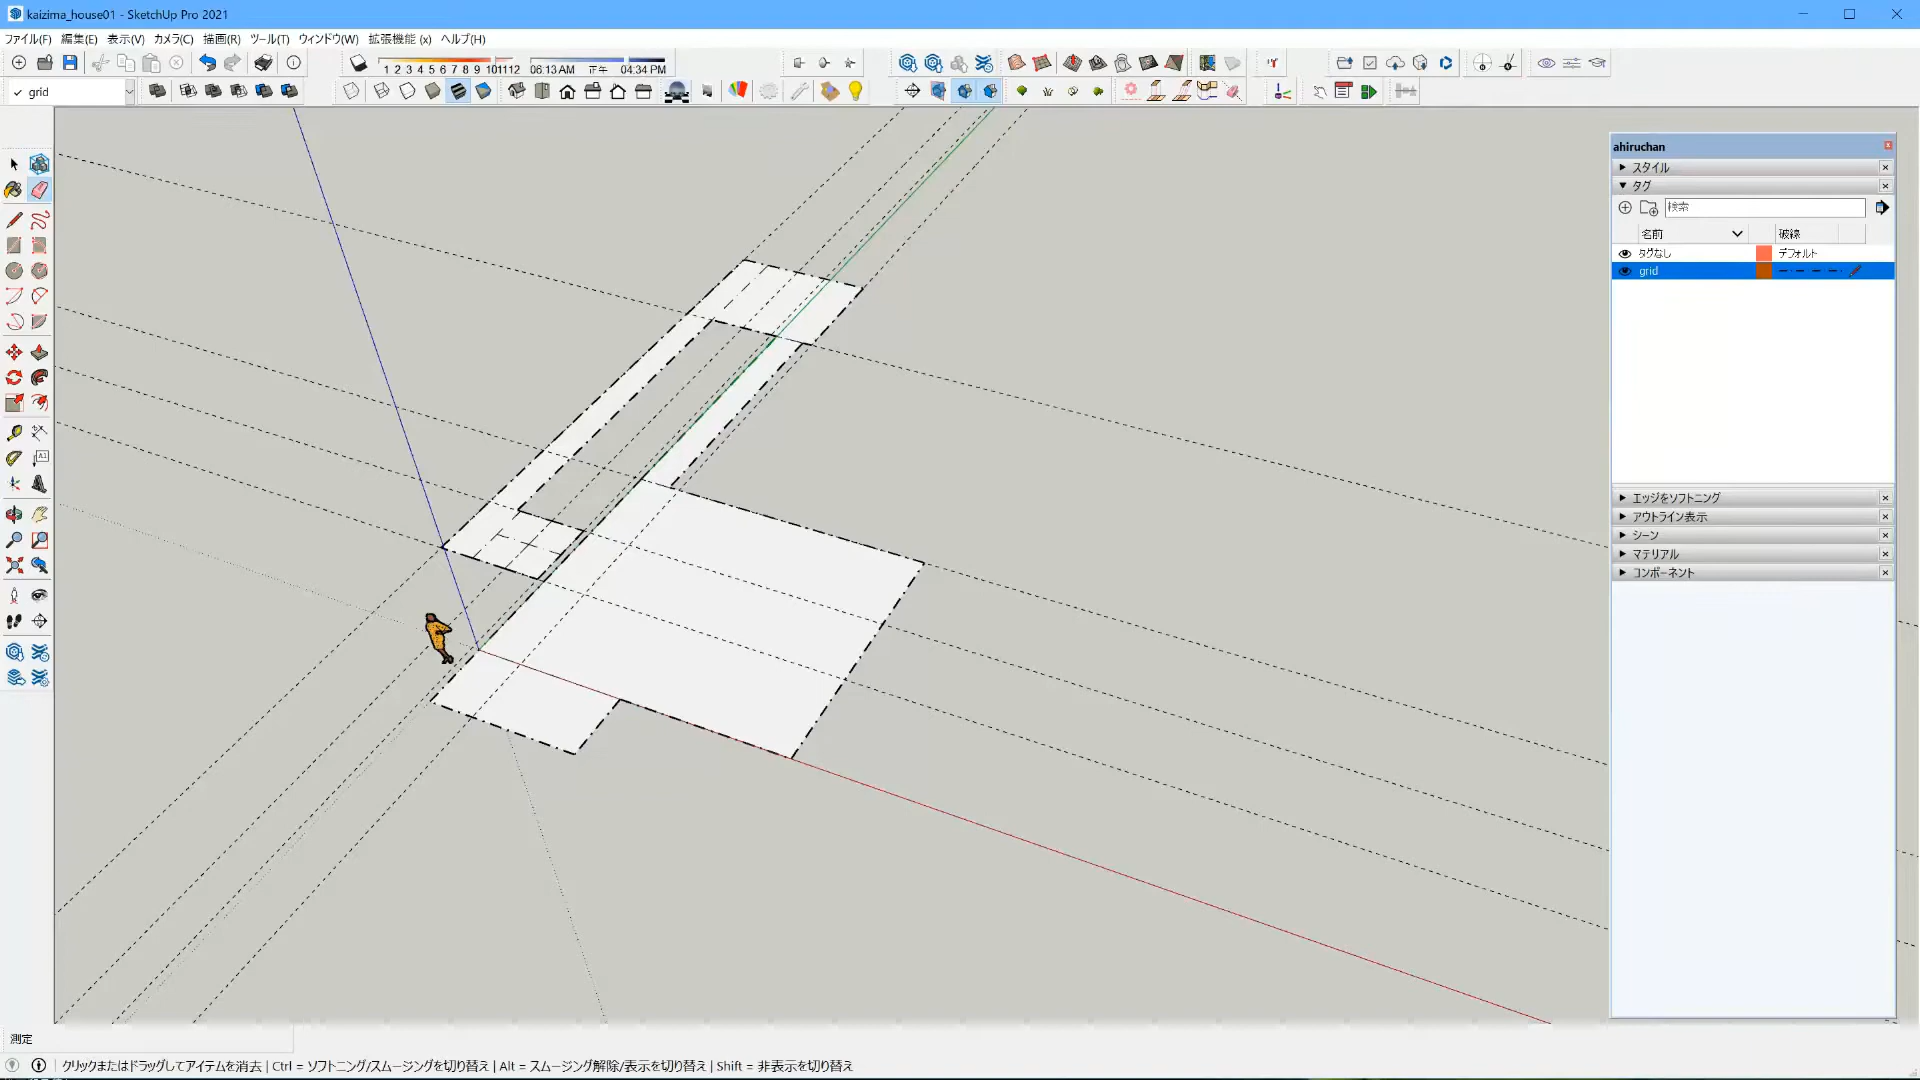 kaizima_house01 - SketchUp Pro 2021
ファイル(F) 編集(E) 表示(V) カメラ(C) 描画(R) ツール(T) ウィンドウ(W) 拡張機能 (x) ヘルプ(H)
1 2 3 4 5 6 7 8 9 101112 06:13 AM 正午 04:34 PM
grid
ahiruchan
スタイル
タグ
検索
名前 破線
タグなし デフォルト
grid
エッジをソフトニング
アウトライン表示
シーン
マテリアル
コンポーネント
測定
クリックまたはドラッグしてアイテムを消去 | Ctrl = ソフトニング/スムージングを切り替え | Alt = スムージング解除/表示を切り替え | Shift = 非表示を切り替え